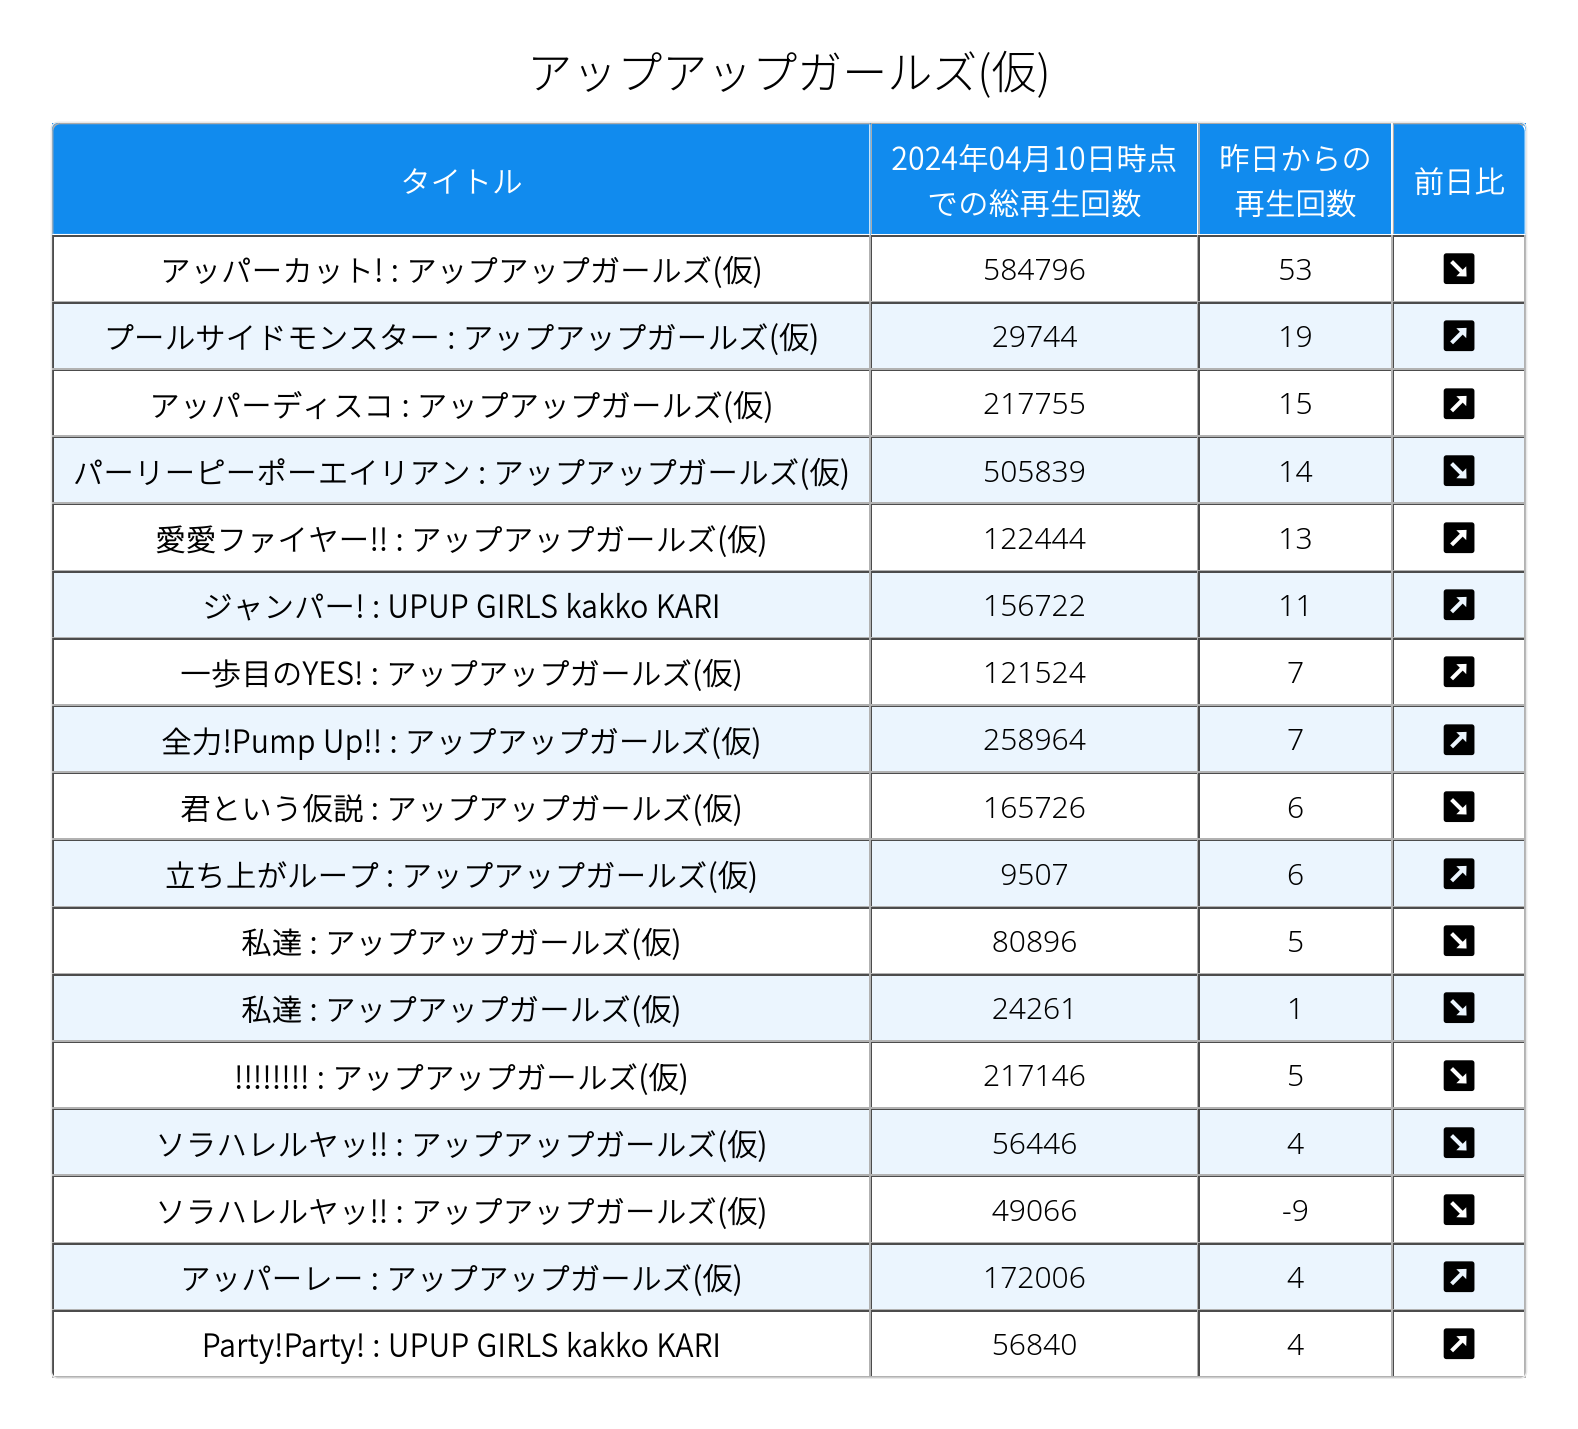 アップアップガールズ(仮)
タイトル 2024年04月10日時点での総再生回数 昨日からの再生回数 前日比
アッパーカット! : アップアップガールズ(仮) 584796 53 ↘
プールサイドモンスター : アップアップガールズ(仮) 29744 19 ↗
アッパーディスコ : アップアップガールズ(仮) 217755 15 ↗
パーリーピーポーエイリアン : アップアップガールズ(仮) 505839 14 ↘
愛愛ファイヤー!! : アップアップガールズ(仮) 122444 13 ↗
ジャンパー! : UPUP GIRLS kakko KARI 156722 11 ↗
一歩目のYES! : アップアップガールズ(仮) 121524 7 ↗
全力!Pump Up!! : アップアップガールズ(仮) 258964 7 ↗
君という仮説 : アップアップガールズ(仮) 165726 6 ↘
立ち上がループ : アップアップガールズ(仮) 9507 6 ↗
私達 : アップアップガールズ(仮) 80896 5 ↘
私達 : アップアップガールズ(仮) 24261 1 ↘
!!!!!!!! : アップアップガールズ(仮) 217146 5 ↘
ソラハレルヤッ!! : アップアップガールズ(仮) 56446 4 ↘
ソラハレルヤッ!! : アップアップガールズ(仮) 49066 -9 ↘
アッパーレー : アップアップガールズ(仮) 172006 4 ↗
Party!Party! : UPUP GIRLS kakko KARI 56840 4 ↗